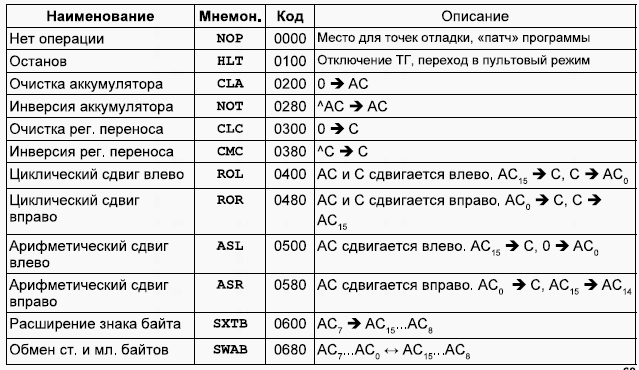 Наименование Мнемон. Код Описание
Нет операции NOP 0000 Место для точек отладки, «патч» программы
Останов HLT 0100 Отключение ТГ, переход в пультовый режим
Очистка аккумулятора CLA 0200 0 🡺 AC
Инверсия аккумулятора NOT 0280 ^AC 🡺 AC
Очистка рег. переноса CLC 0300 0 🡺 C
Инверсия рег. переноса CMC 0380 ^C 🡺 C
Циклический сдвиг влево ROL 0400 AC и C сдвигается влево, AC15 🡺 C, C 🡺 AC0
Циклический сдвиг ROR 0480 AC и C сдвигается вправо, AC0 🡺 C, C 🡺
вправо AC15
Арифметический сдвиг ASL 0500 AC сдвигается влево. AC15 🡺 C, 0 🡺 AC0
влево
Арифметический сдвиг ASR 0580 AC сдвигается вправо. AC0 🡺 C, AC15 🡺 AC14
вправо
Расширение знака байта SXTB 0600 AC7 🡺 AC15...AC8
Обмен ст. и мл. байтов SWAB 0680 AC7...AC0 ↔ AC15...AC8